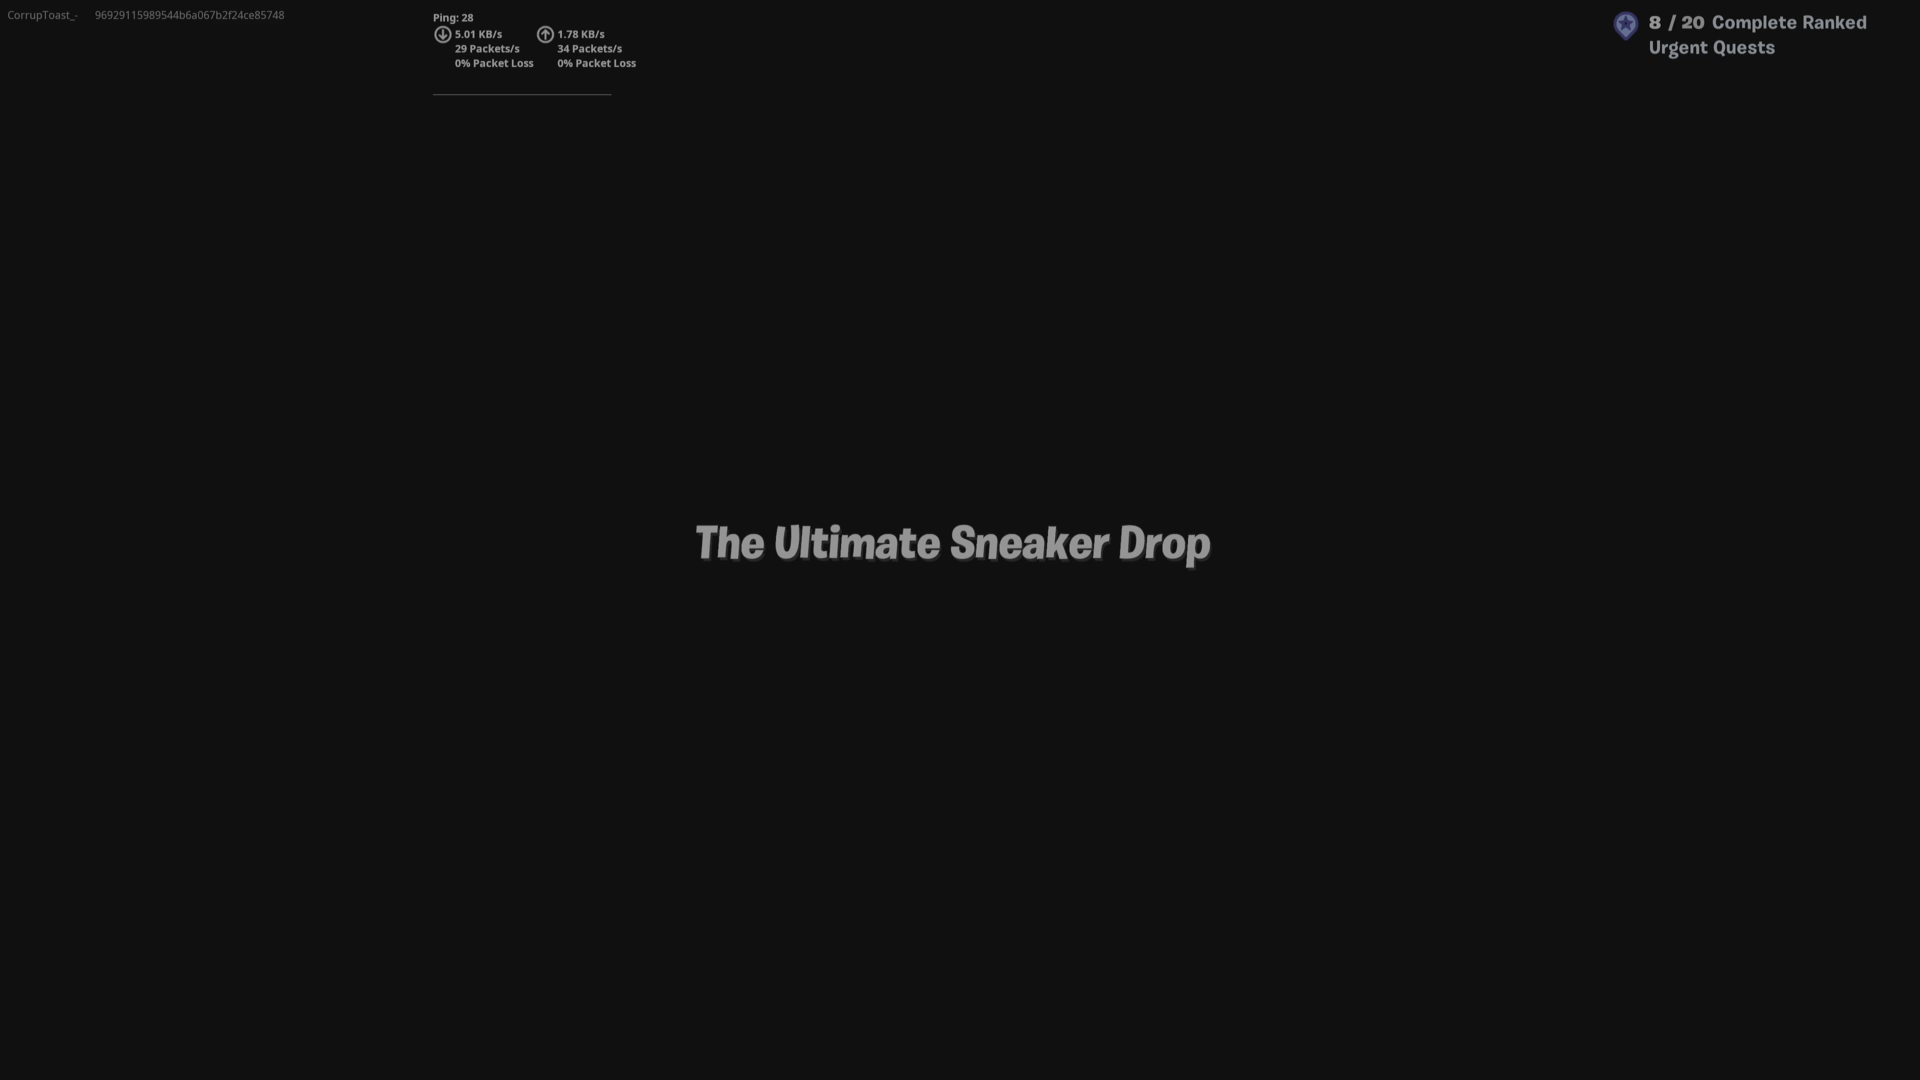 CorrupToast_- 96929115989544b6a067b2f24ce85748
Ping: 28
5.01 KB/s 1.78 KB/s
29 Packets/s 34 Packets/s
0% Packet Loss 0% Packet Loss
8 / 20 Complete Ranked
Urgent Quests
The Ultimate Sneaker Drop